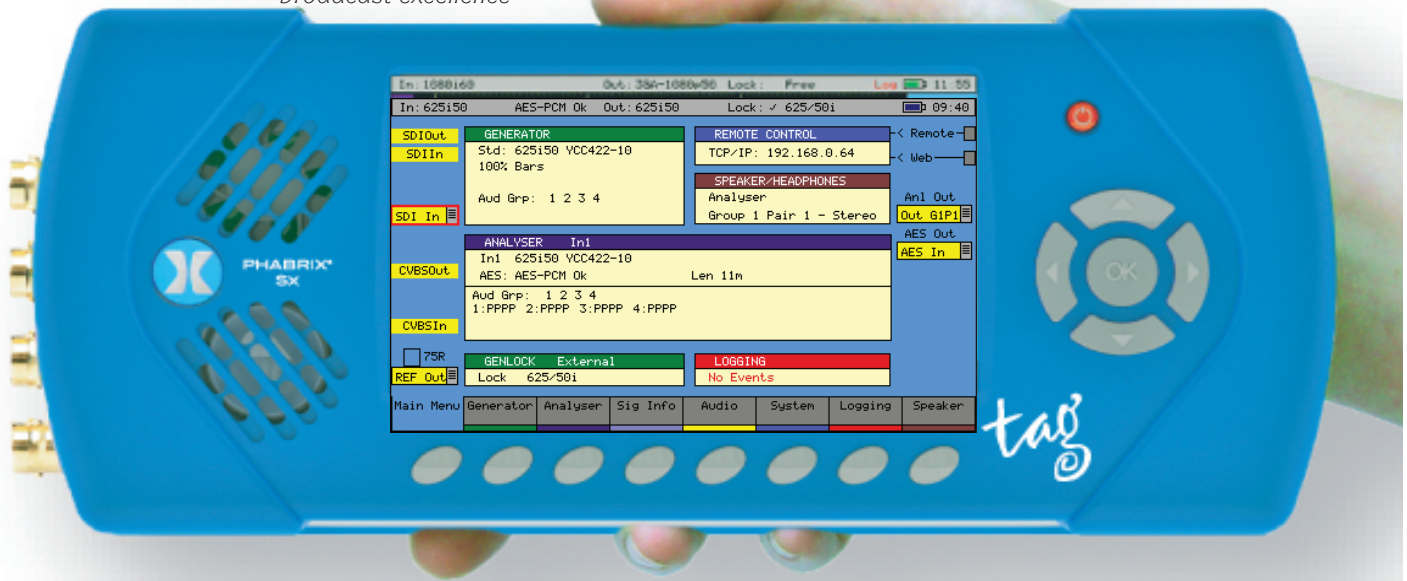 Broadcast excellence
In: 1080i60 Out: 3GA-1080p50 Lock: Free Log 11:55
In: 625i50 AES-PCM Ok Out: 625i50 Lock: ✓ 625/50i 09:40
SDIOut
SDIIn
SDI In
CVBSOut
CVBSIn
75R
REF Out
GENERATOR
Std: 625i50 YCC422-10
100% Bars
Aud Grp: 1 2 3 4
REMOTE CONTROL
TCP/IP: 192.168.0.64
SPEAKER/HEADPHONES
Analyser
Group 1 Pair 1 - Stereo
< Remote
< Web
Anl Out
Out G1P1
AES Out
AES In
ANALYSER In1
In1 625i50 YCC422-10
AES: AES-PCM Ok Len 11m
Aud Grp: 1 2 3 4
1:PPPP 2:PPPP 3:PPPP 4:PPPP
GENLOCK External
Lock 625/50i
LOGGING
No Events
Main Menu Generator Analyser Sig Info Audio System Logging Speaker
PHABRIX®
SX
OK
tag